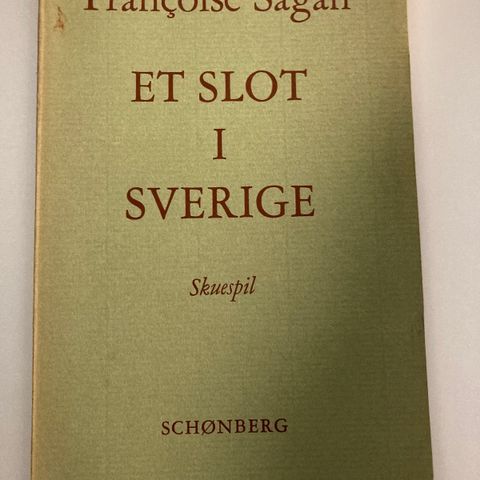 Françoise Sagan
ET SLOT
I
SVERIGE
Skuespil
SCHØNBERG